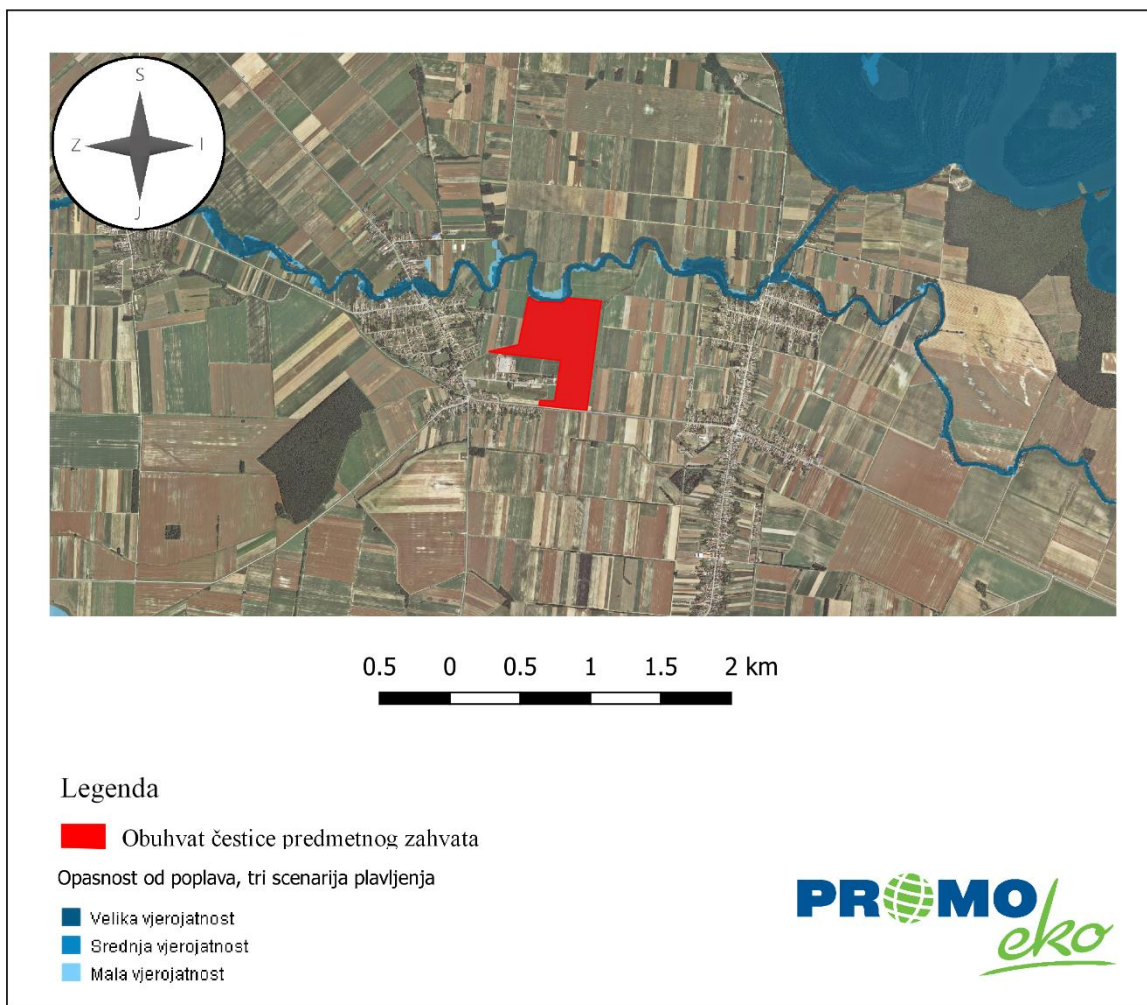 S
Z
I
J
0.5 0 0.5 1 1.5 2 km
Legenda
Obuhvat čestice predmetnog zahvata
Opasnost od poplava, tri scenarija plavljenja
Velika vjerojatnost
Srednja vjerojatnost
Mala vjerojatnost
PROMO
eko